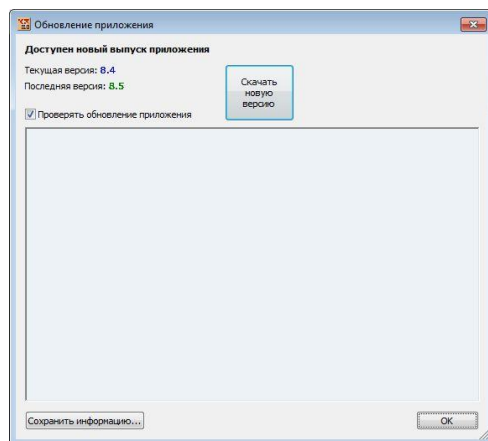 Обновление приложения
Доступен новый выпуск приложения
Текущая версия: 8.4
Последняя версия: 8.5
Скачать
новую
версию
Проверять обновление приложения
Сохранить информацию...
OK